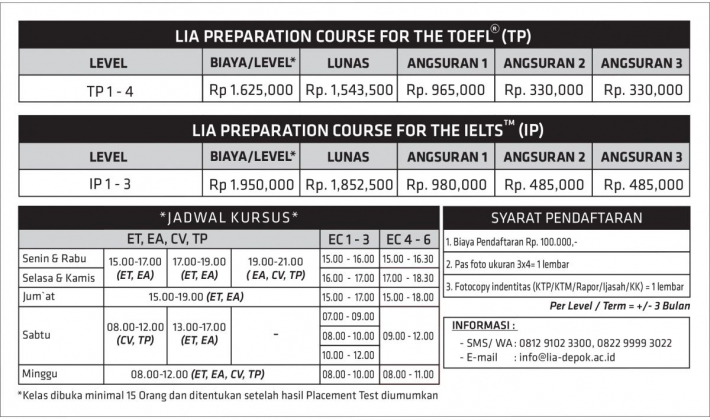 LIA PREPARATION COURSE FOR THE TOEFL® (TP)
LEVEL BIAYA/LEVEL* LUNAS ANGSURAN 1 ANGSURAN 2 ANGSURAN 3
TP 1 - 4 Rp 1.625,000 Rp. 1,543,500 Rp. 965,000 Rp. 330,000 Rp. 330,000
LIA PREPARATION COURSE FOR THE IELTS™ (IP)
LEVEL BIAYA/LEVEL* LUNAS ANGSURAN 1 ANGSURAN 2 ANGSURAN 3
IP 1 - 3 Rp 1.950,000 Rp. 1,852,500 Rp. 980,000 Rp. 485,000 Rp. 485,000
*JADWAL KURSUS*
ET, EA, CV, TP EC 1 - 3 EC 4 - 6
Senin & Rabu 15.00-17.00 (ET, EA) 17.00-19.00 (ET, EA) 19.00-21.00 ( EA, CV, TP) 15.00 - 16.00 15.00 - 16.30
Selasa & Kamis 16.00 - 17.00 17.00 - 18.30
Jum'at 15.00-19.00 (ET, EA) 15.00 - 17.00 15.00 - 18.00
Sabtu 08.00-12.00 (CV, TP) 13.00-17.00 (ET, EA) - 07.00 - 09.00
08.00 - 10.00 09.00 - 12.00
10.00 - 12.00
Minggu 08.00-12.00 (ET, EA, CV, TP) 08.00 - 10.00 08.00 - 11.00
*Kelas dibuka minimal 15 Orang dan ditentukan setelah hasil Placement Test diumumkan
SYARAT PENDAFTARAN
1. Biaya Pendaftaran Rp. 100.000,-
2. Pas foto ukuran 3x4= 1 lembar
3. Fotocopy indentitas (KTP/KTM/Rapor/Ijasah/KK) = 1 lembar
Per Level / Term = +/- 3 Bulan
INFORMASI :
- SMS/ WA : 0812 9102 3300, 0822 9999 3022
- E-mail : info@lia-depok.ac.id